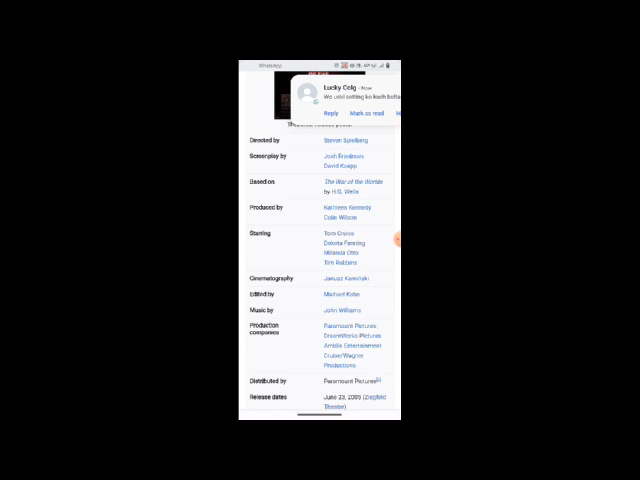 WhatsApp
Lucky Colg · Now
Reply Mark as read M
Directed by Steven Spielberg
Screenplay by Josh Friedman
David Koepp
Based on The War of the Worlds
by H.G. Wells
Produced by Kathleen Kennedy
Colin Wilson
Starring Tom Cruise
Dakota Fanning
Miranda Otto
Tim Robbins
Cinematography Janusz Kamiński
Edited by Michael Kahn
Music by John Williams
Production Paramount Pictures
companies DreamWorks Pictures
Amblin Entertainment
Cruise/Wagner
Productions
Distributed by Paramount Pictures
Release dates June 23, 2005 (Ziegfeld
Theatre)